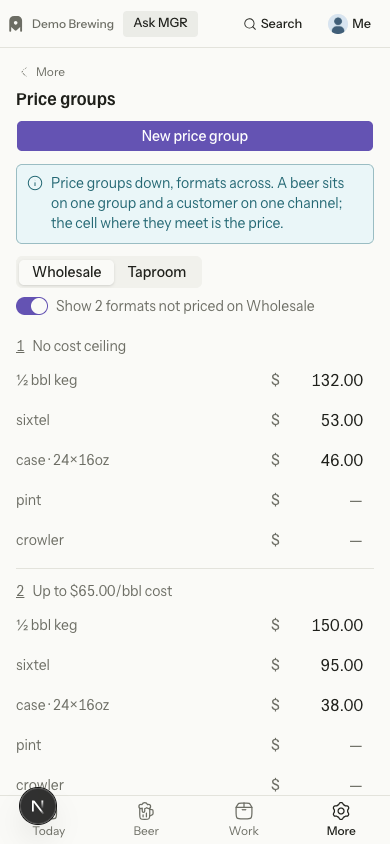 Demo Brewing
Ask MGR
Search
Me
More
Price groups
New price group
Price groups down, formats across. A beer sits
on one group and a customer on one channel;
the cell where they meet is the price.
Wholesale
Taproom
Show 2 formats not priced on Wholesale
1 No cost ceiling
½ bbl keg $ 132.00
sixtel $ 53.00
case · 24×16oz $ 46.00
pint $ —
crowler $ —
2 Up to $65.00/bbl cost
½ bbl keg $ 150.00
sixtel $ 95.00
case · 24×16oz $ 38.00
pint $ —
crowler $ —
N
Today
Beer
Work
More